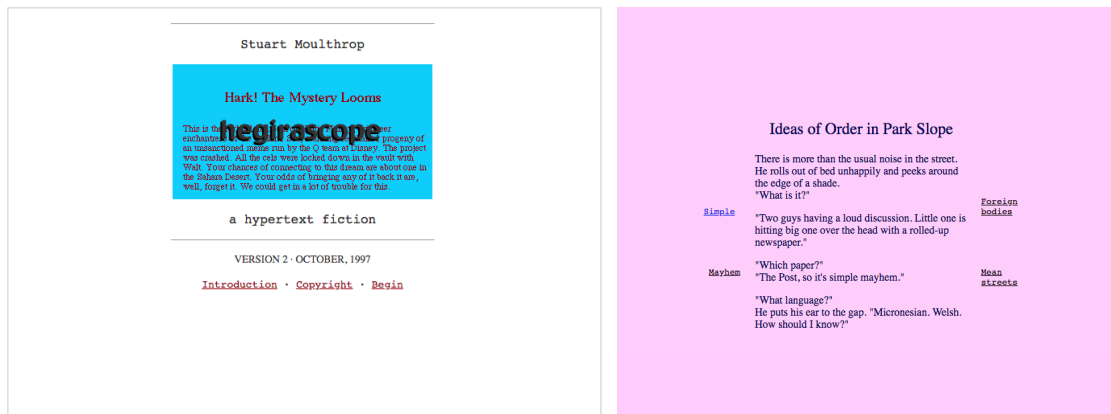 Stuart Moulthrop
Hark! The Mystery Looms
hegirascope
This is the
enchantre
an unsanctioned meme run by the Q team at Disney. The project
was crashed. All the cels were locked down in the vault with
Walt. Your chances of connecting to this dream are about one in
the Sahara Desert. Your odds of bringing any of it back it are,
well, forget it. We could get in a lot of trouble for this.
a hypertext fiction
VERSION 2 · OCTOBER, 1997
Introduction · Copyright · Begin
Ideas of Order in Park Slope
There is more than the usual noise in the street.
He rolls out of bed unhappily and peeks around
the edge of a shade.
"What is it?"
"Two guys having a loud discussion. Little one is
hitting big one over the head with a rolled-up
newspaper."
"Which paper?"
"The Post, so it's simple mayhem."
"What language?"
He puts his ear to the gap. "Micronesian. Welsh.
How should I know?"
Simple
Mayhem
Foreign
bodies
Mean
streets